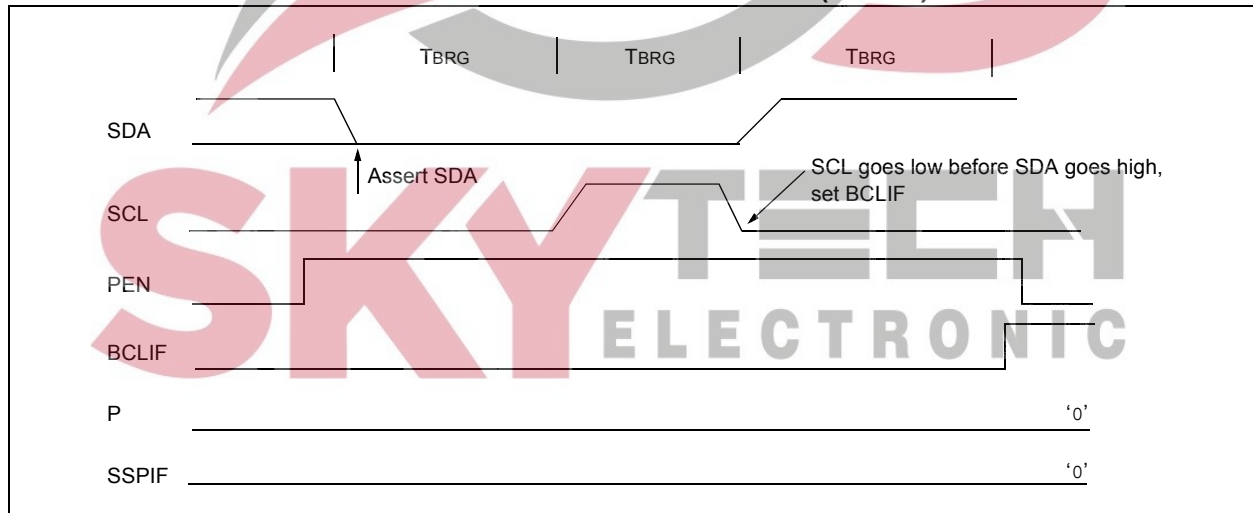 TBRG TBRG TBRG
SDA
Assert SDA
SCL goes low before SDA goes high,
set BCLIF
SCL
PEN
BCLIF
P '0'
SSPIF '0'
SKYTECH
ELECTRONIC